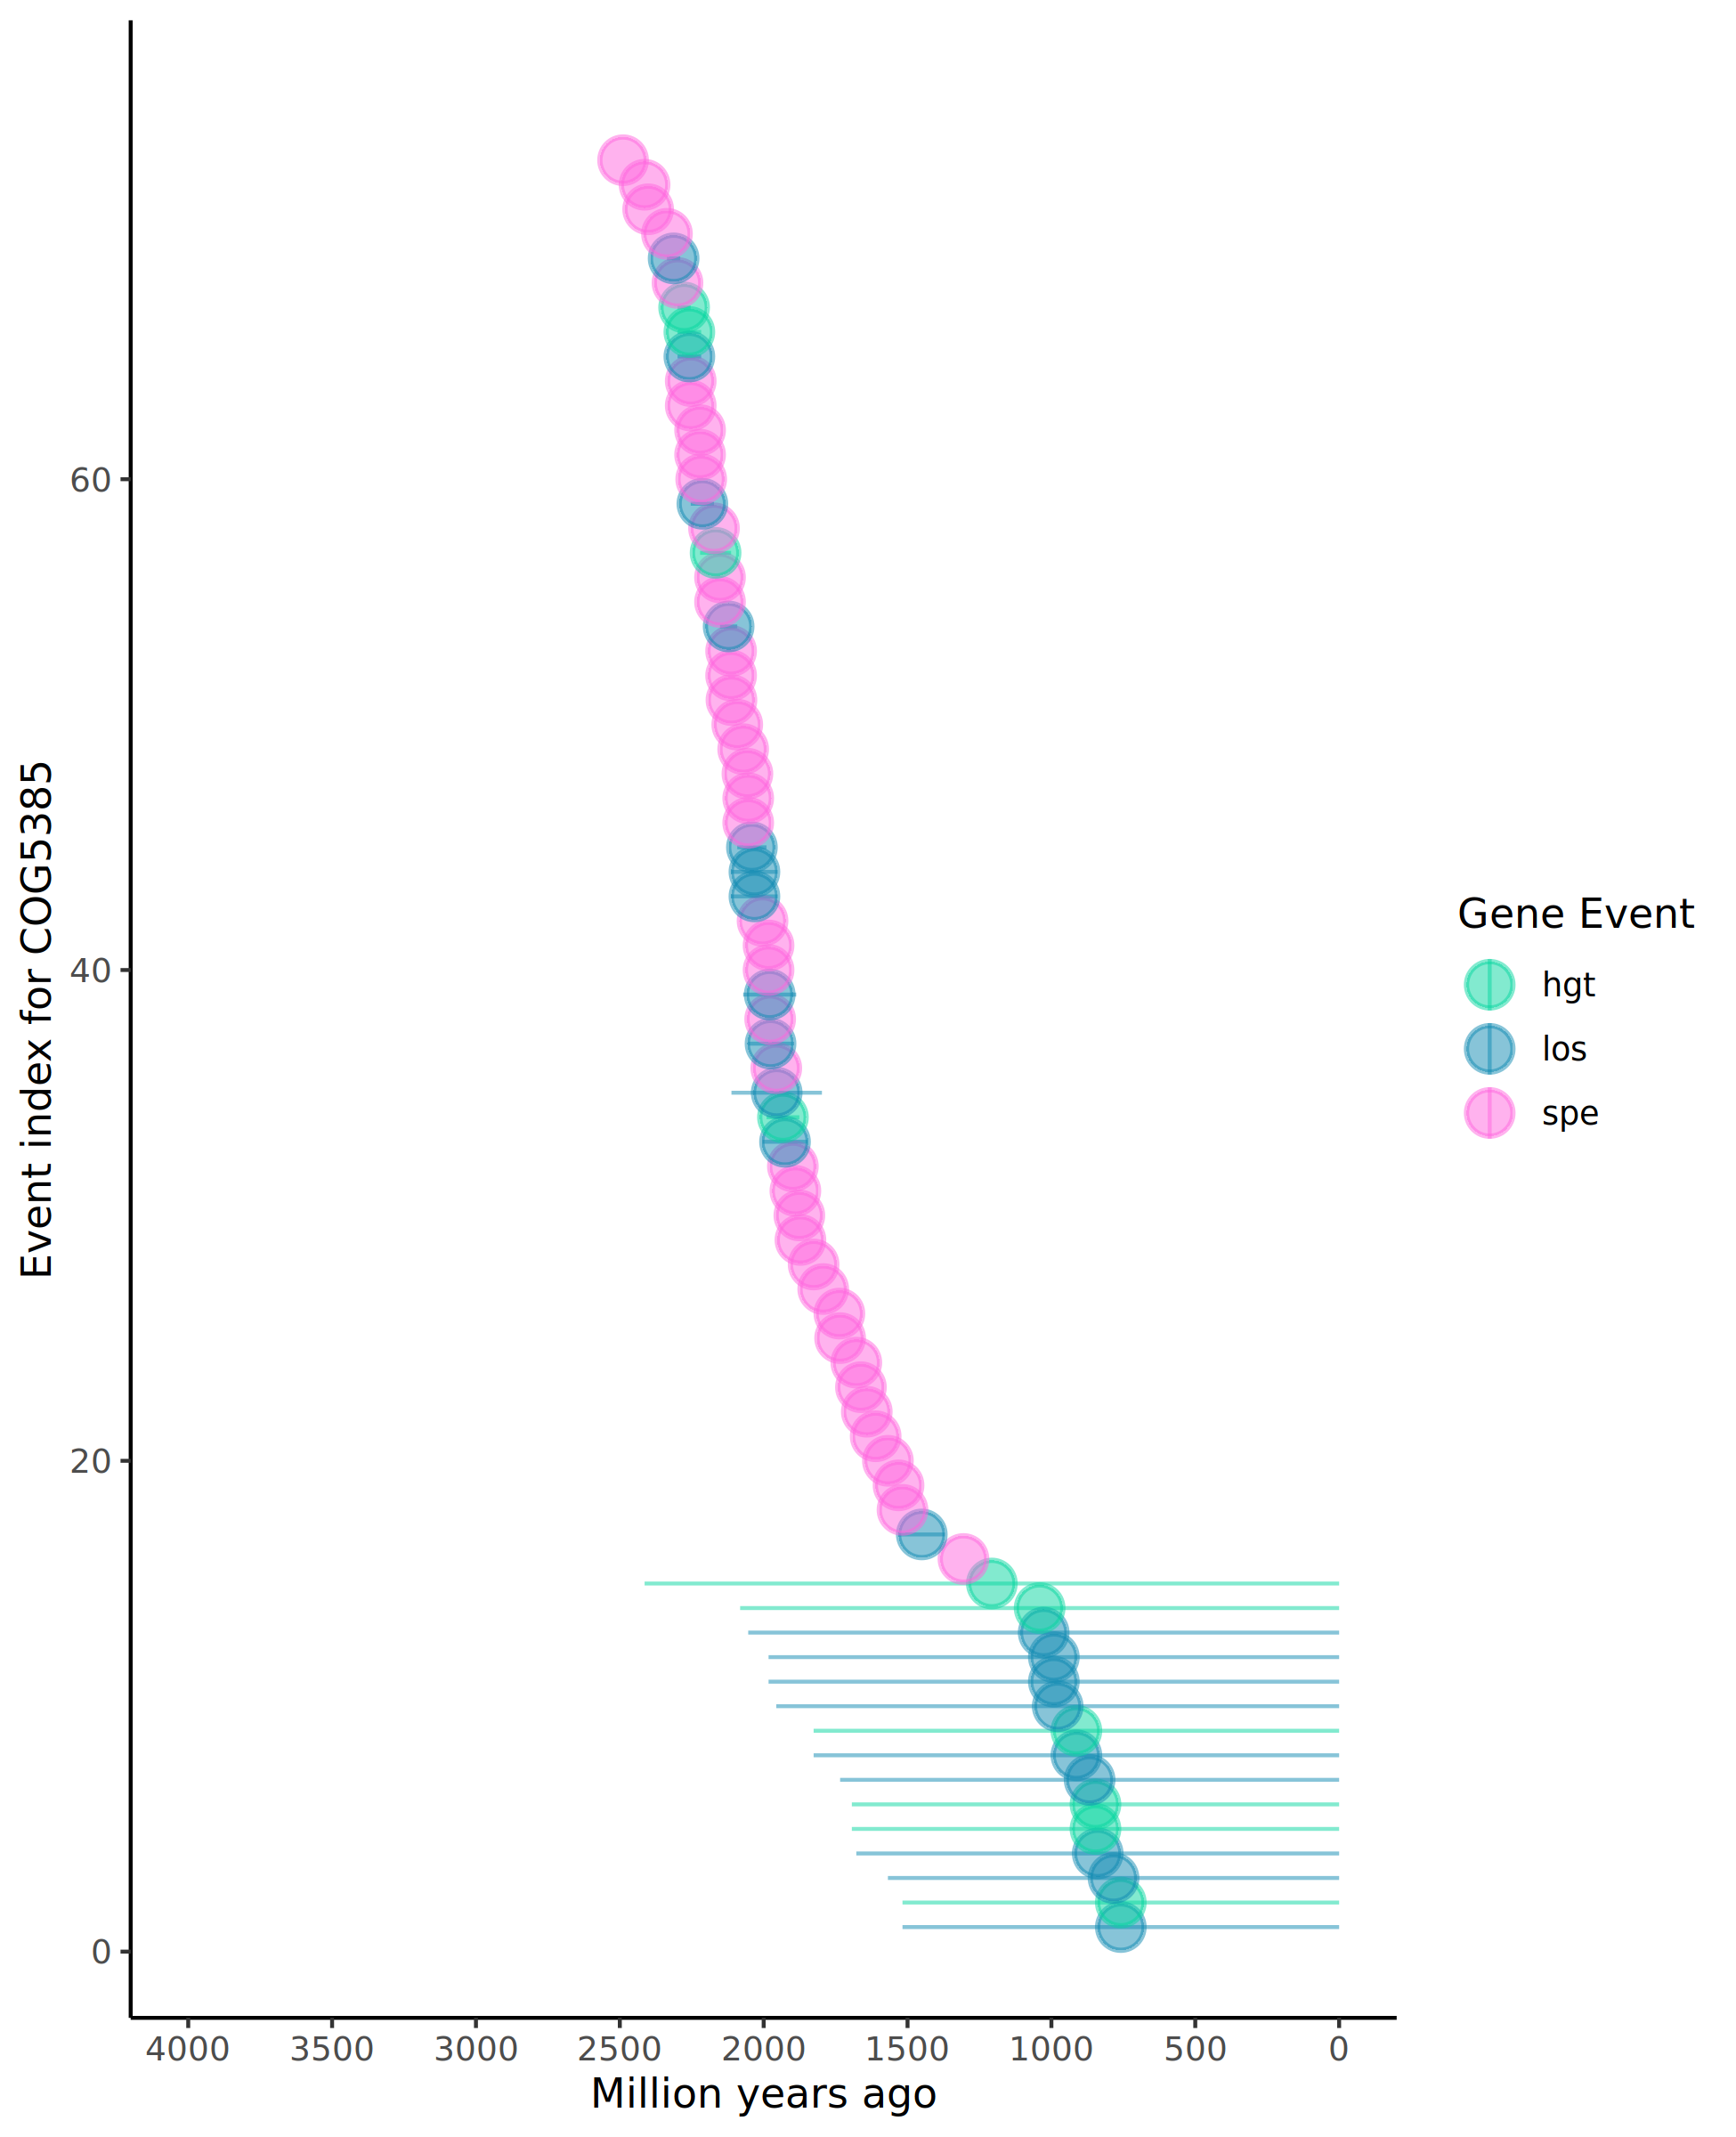 Event index for COG5385
60
40
20
0
4000 3500 3000 2500 2000 1500 1000 500 0
Million years ago
Gene Event
hgt
los
spe